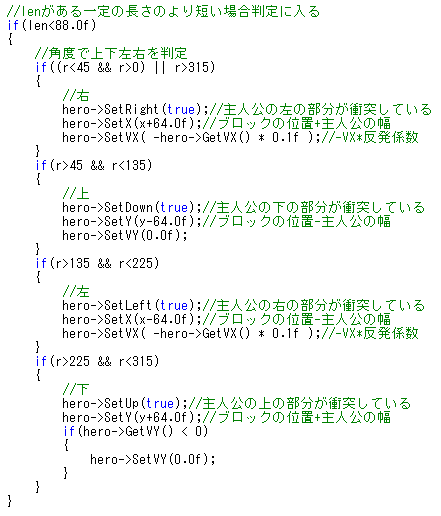 //lenがある一定の長さのより短い場合判定に入る
if(len<88.0f)
{
    //角度で上下左右を判定
    if((r<45 && r>0) || r>315)
    {
        //右
        hero->SetRight(true);//主人公の左の部分が衝突している
        hero->SetX(x+64.0f);//ブロックの位置+主人公の幅
        hero->SetVX( -hero->GetVX() * 0.1f );//-VX*反発係数
    }
    if(r>45 && r<135)
    {
        //上
        hero->SetDown(true);//主人公の下の部分が衝突している
        hero->SetY(y-64.0f);//ブロックの位置-主人公の幅
        hero->SetVY(0.0f);
    }
    if(r>135 && r<225)
    {
        //左
        hero->SetLeft(true);//主人公の右の部分が衝突している
        hero->SetX(x-64.0f);//ブロックの位置-主人公の幅
        hero->SetVX( -hero->GetVX() * 0.1f );//-VX*反発係数
    }
    if(r>225 && r<315)
    {
        //下
        hero->SetUp(true);//主人公の上の部分が衝突している
        hero->SetY(y+64.0f);//ブロックの位置+主人公の幅
        if(hero->GetVY() < 0)
        {
            hero->SetVY(0.0f);
        }
    }
}